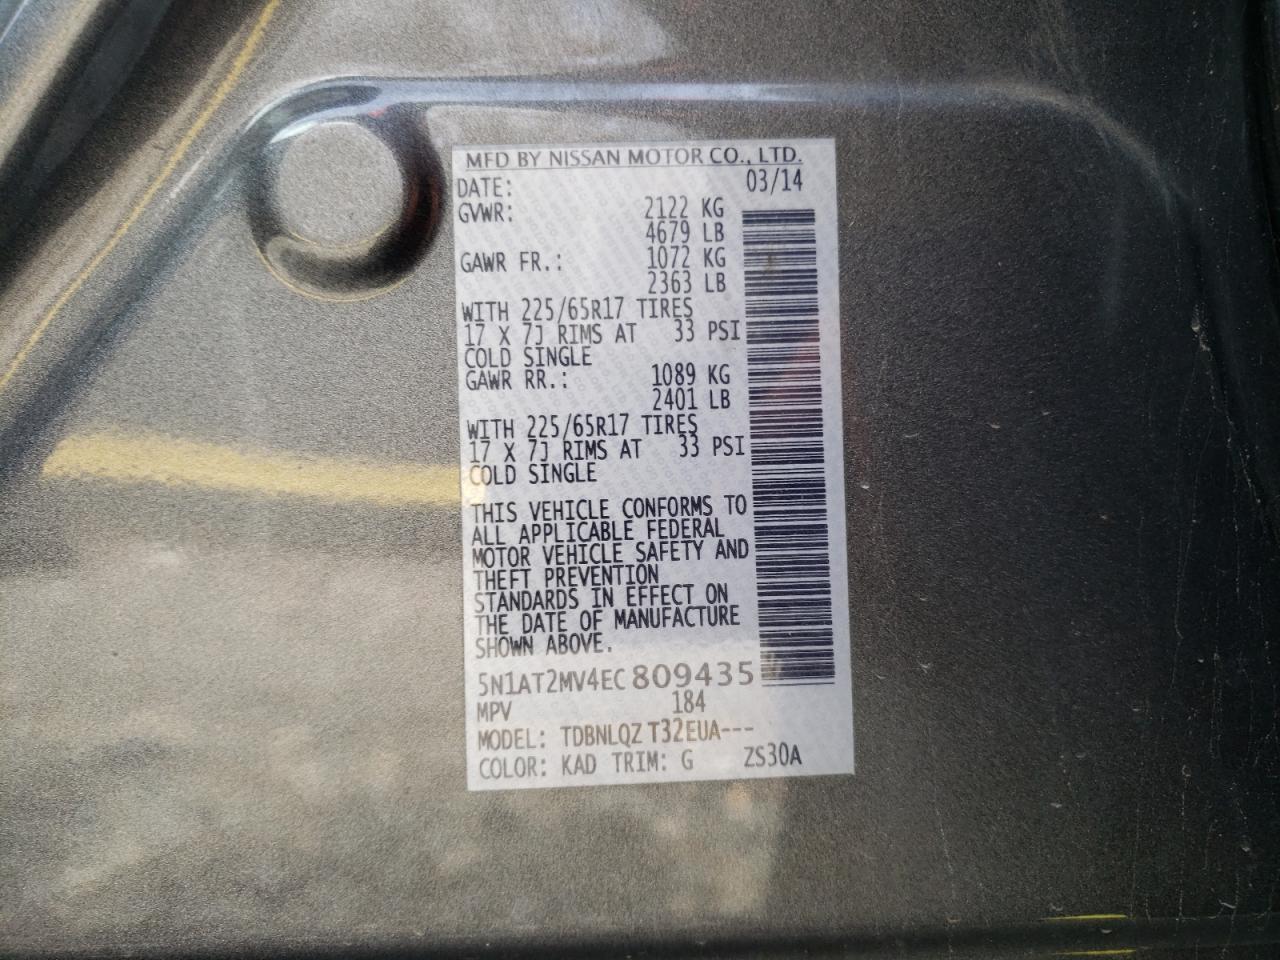 MFD BY NISSAN MOTOR CO., LTD.
DATE: 03/14
GVWR: 2122 KG
4679 LB
GAWR FR.: 1072 KG
2363 LB
WITH 225/65R17 TIRES
17 X 7J RIMS AT 33 PSI
COLD SINGLE
GAWR RR.: 1089 KG
2401 LB
WITH 225/65R17 TIRES
17 X 7J RIMS AT 33 PSI
COLD SINGLE
THIS VEHICLE CONFORMS TO
ALL APPLICABLE FEDERAL
MOTOR VEHICLE SAFETY AND
THEFT PREVENTION
STANDARDS IN EFFECT ON
THE DATE OF MANUFACTURE
SHOWN ABOVE.
5N1AT2MV4EC809435
MPV 184
MODEL: TDBNLQZ T32EUA---
COLOR: KAD TRIM: G ZS30A